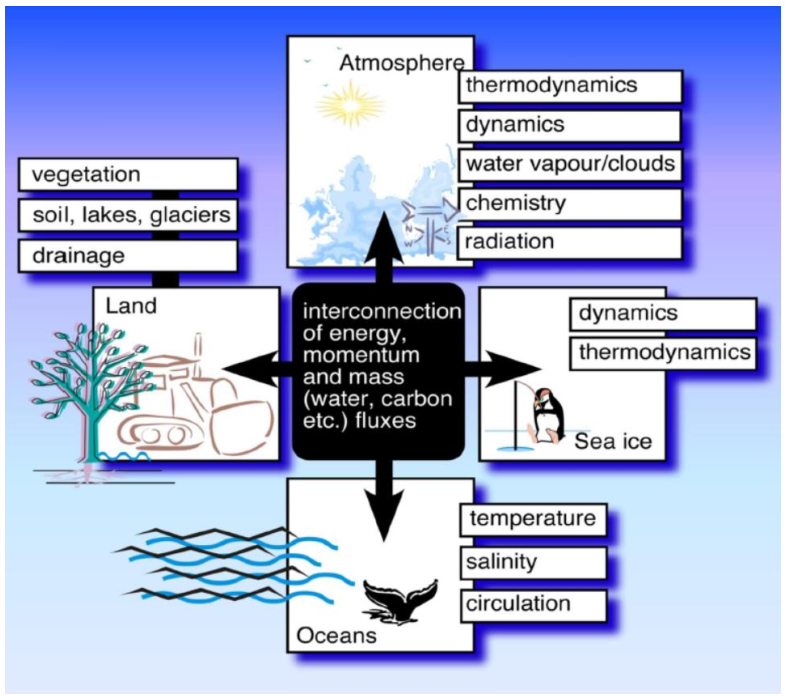 Atmosphere
thermodynamics
dynamics
water vapour/clouds
chemistry
radiation
vegetation
soil, lakes, glaciers
drainage
Land
interconnection
of energy,
momentum
and mass
(water, carbon
etc.) fluxes
dynamics
thermodynamics
Sea ice
temperature
salinity
circulation
Oceans
N
E
W
S